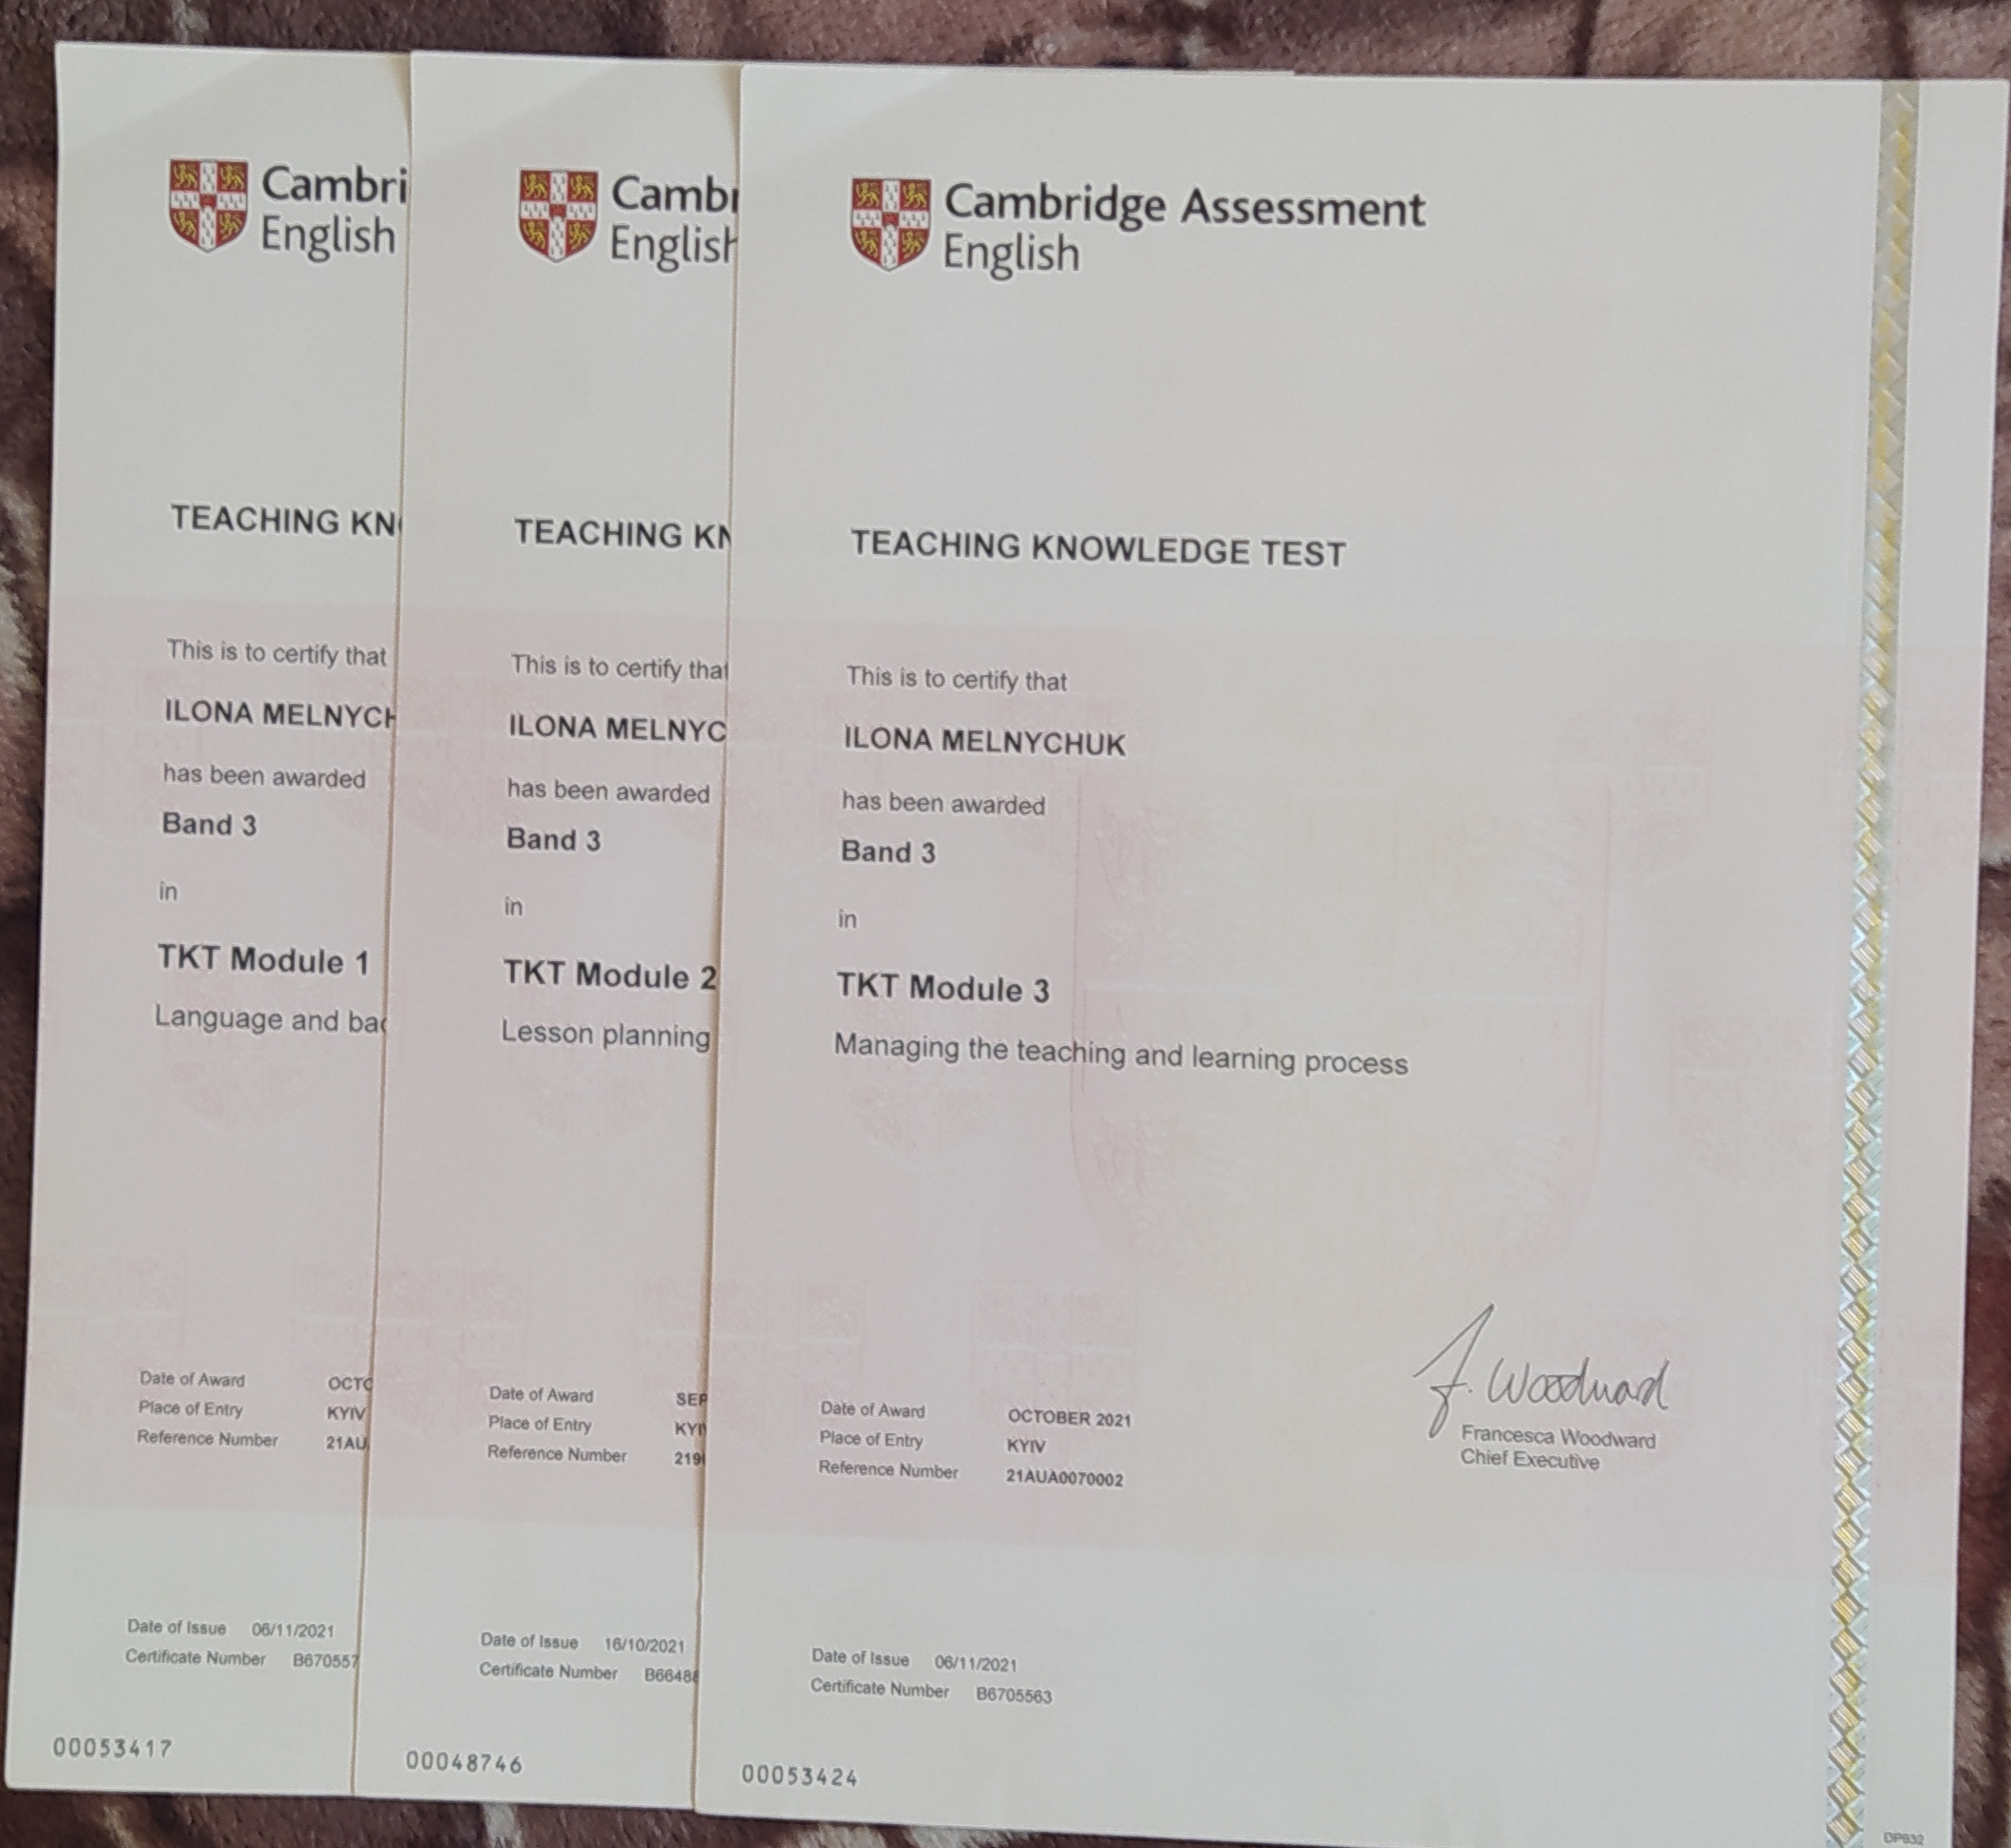 Cambri
English
TEACHING KN
This is to certify that
ILONA MELNYCH
has been awarded
Band 3
in
TKT Module 1
Language and bac
Date of Award OCTO
Place of Entry KYIV
Reference Number 21AU
Date of Issue 06/11/2021
Certificate Number B670557
00053417
Camb
English
TEACHING KN
This is to certify that
ILONA MELNYC
has been awarded
Band 3
in
TKT Module 2
Lesson planning
Date of Award SEP
Place of Entry KYI
Reference Number 219
Date of Issue 16/10/2021
Certificate Number B6648
00048746
Cambridge Assessment
English
TEACHING KNOWLEDGE TEST
This is to certify that
ILONA MELNYCHUK
has been awarded
Band 3
in
TKT Module 3
Managing the teaching and learning process
Date of Award OCTOBER 2021
Place of Entry KYIV
Reference Number 21AUA0070002
F. Woodward
Francesca Woodward
Chief Executive
Date of Issue 06/11/2021
Certificate Number B6705563
00053424
DP932